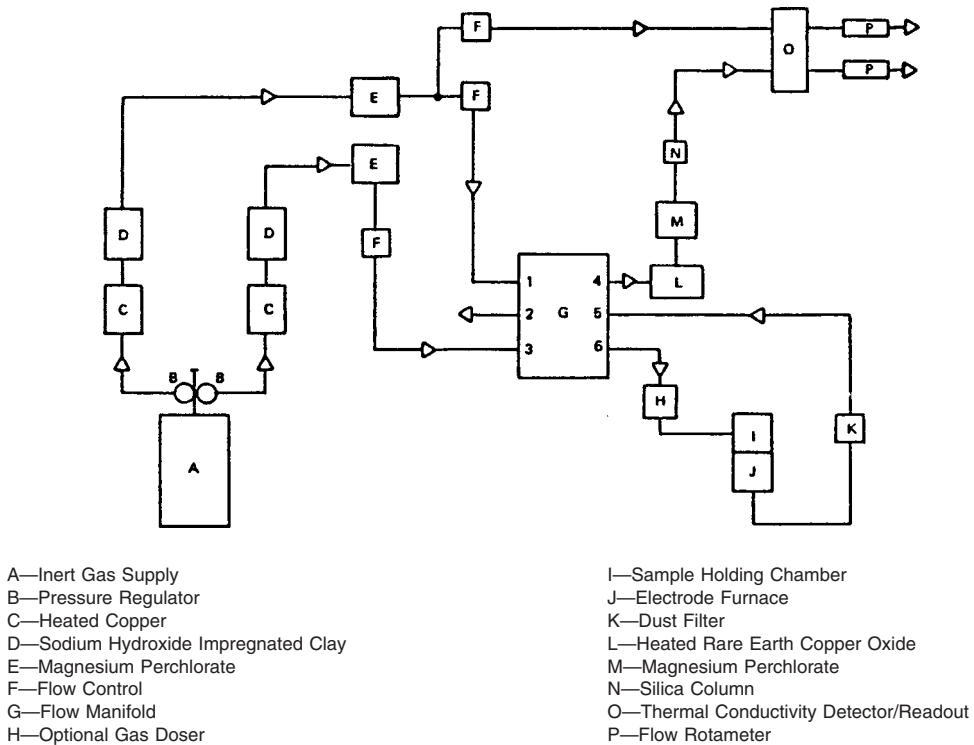 F
P
O
P
E
F
E
N
D
D
M
F
1
4
L
2
G
5
C
C
3
6
B
B
H
I
K
A
J
A—Inert Gas Supply
B—Pressure Regulator
C—Heated Copper
D—Sodium Hydroxide Impregnated Clay
E—Magnesium Perchlorate
F—Flow Control
G—Flow Manifold
H—Optional Gas Doser
I—Sample Holding Chamber
J—Electrode Furnace
K—Dust Filter
L—Heated Rare Earth Copper Oxide
M—Magnesium Perchlorate
N—Silica Column
O—Thermal Conductivity Detector/Readout
P—Flow Rotameter